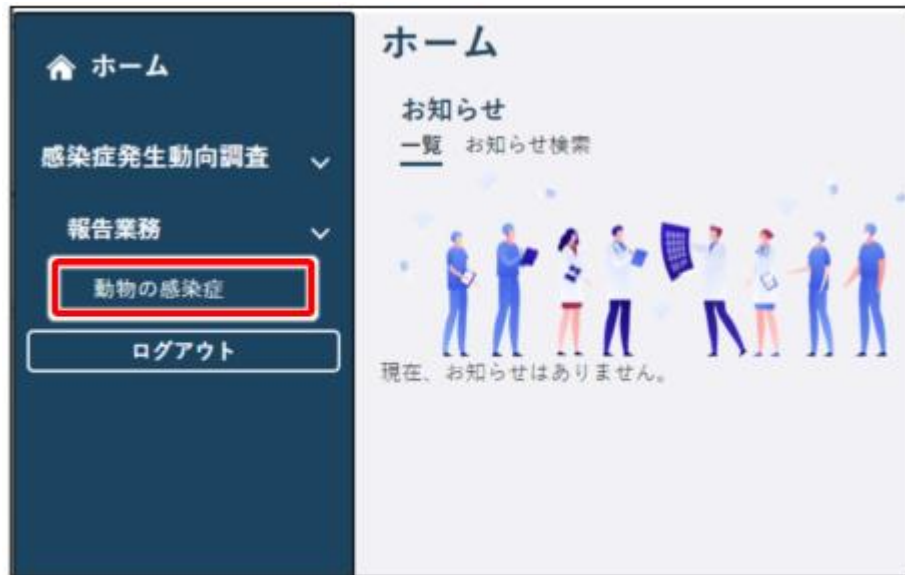 ホーム
感染症発生動向調査
報告業務
動物の感染症
ログアウト
ホーム
お知らせ
一覧 お知らせ検索
現在、お知らせはありません。